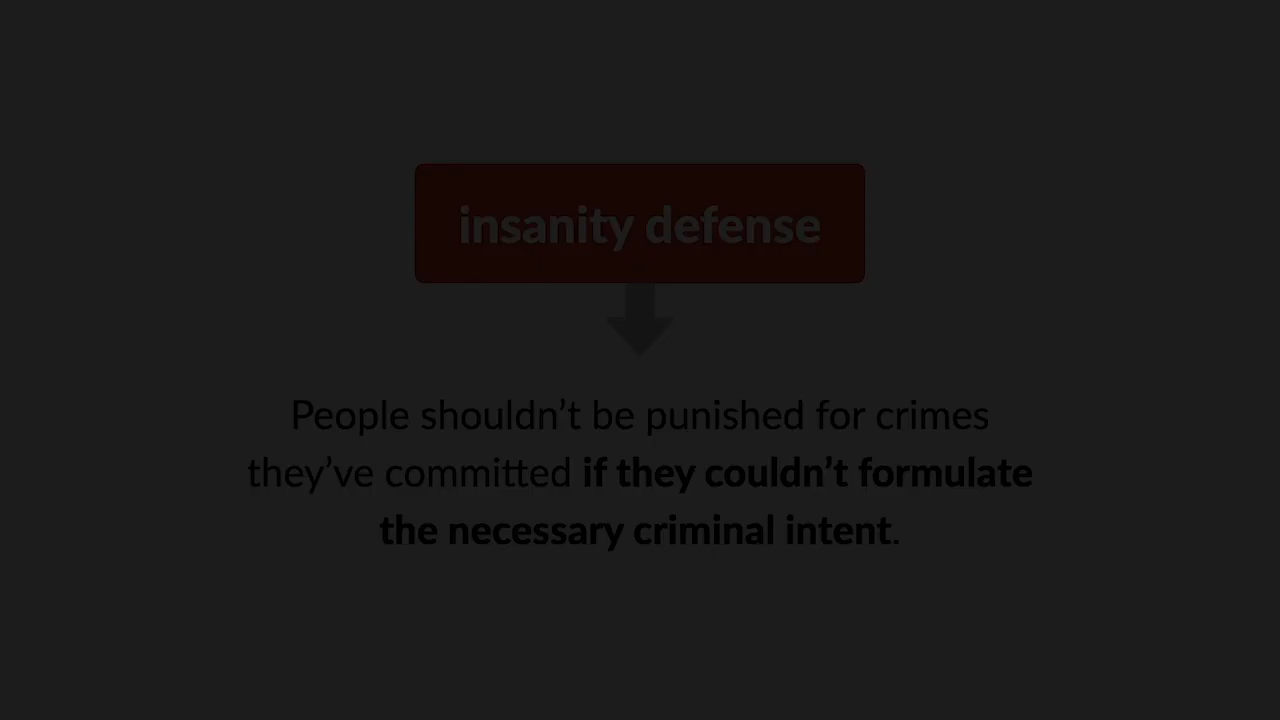 insanity defense
People shouldn’t be punished for crimes
they’ve committed if they couldn’t formulate
the necessary criminal intent.